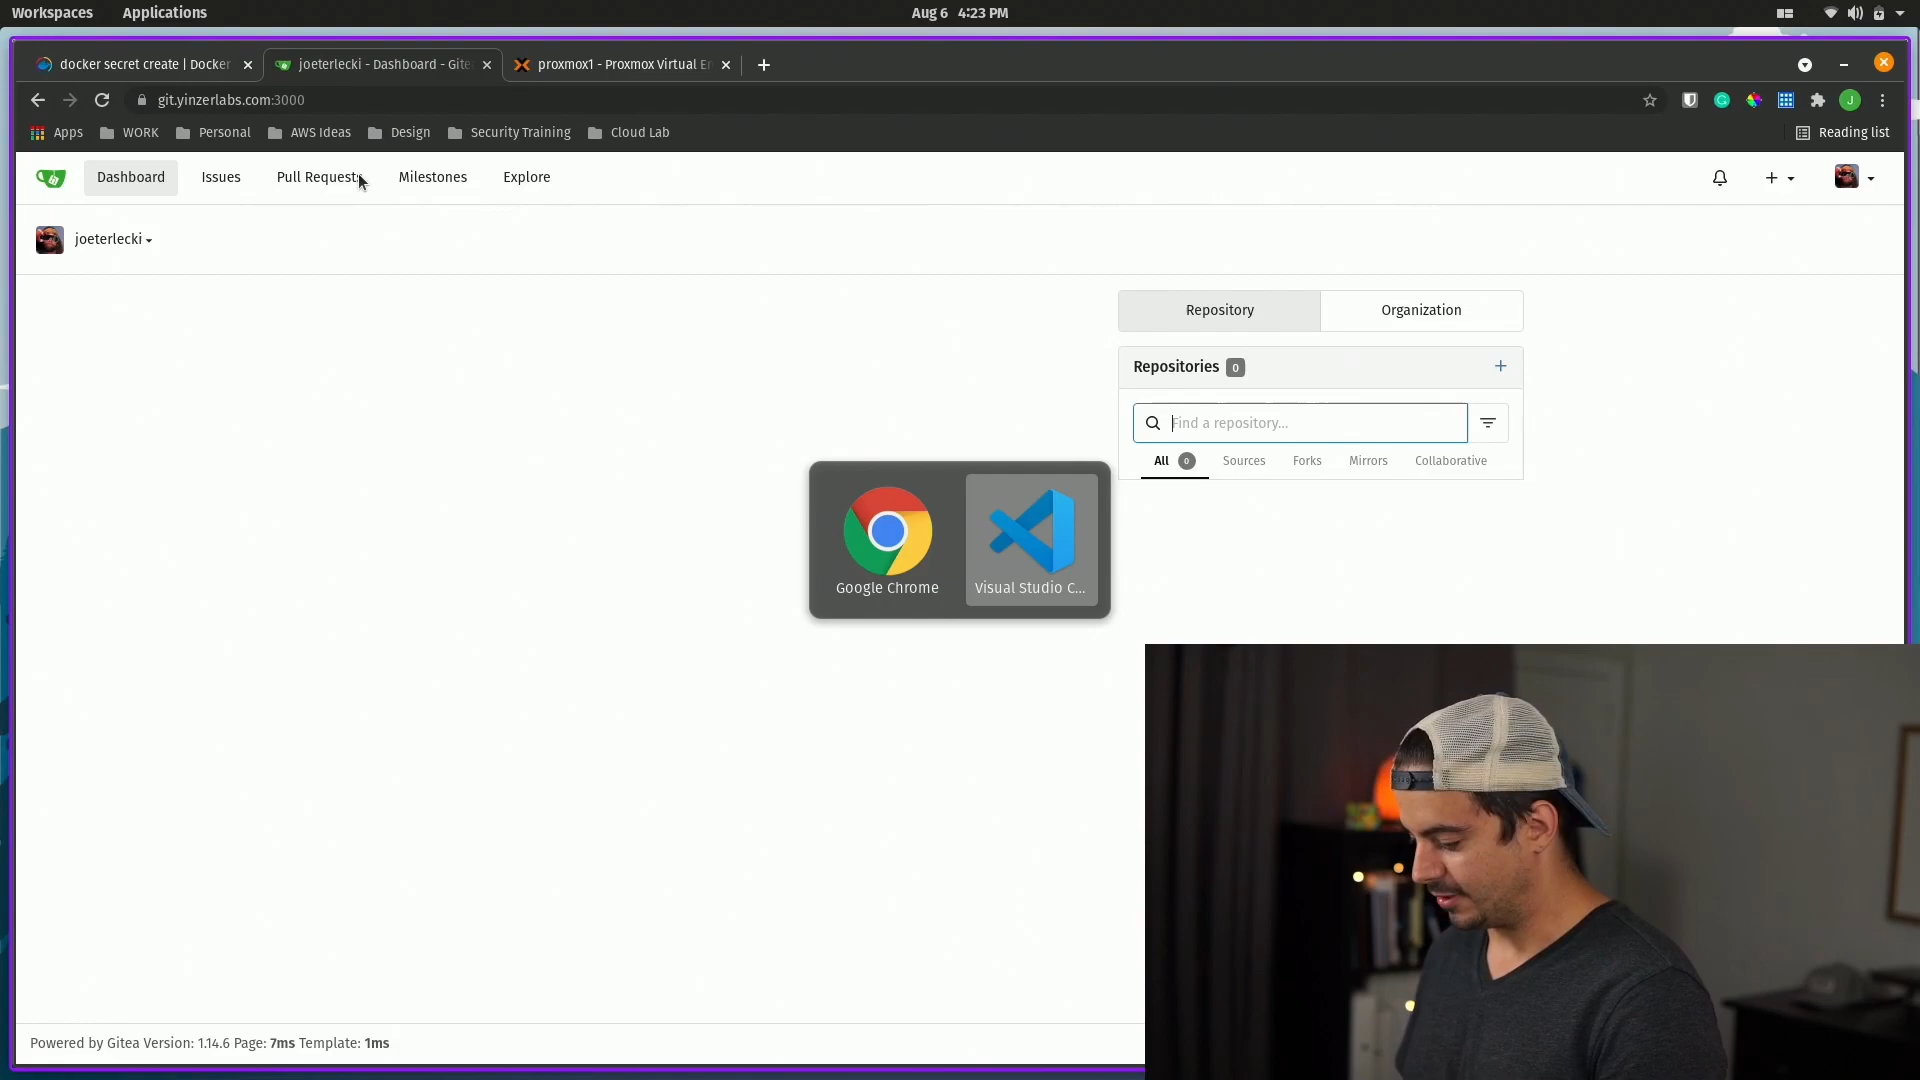 Workspaces Applications Aug 6 4:23 PM
docker secret create | Docker joeterlecki - Dashboard - Gite proxmox1 - Proxmox Virtual En
git.yinzerlabs.com:3000
Apps WORK Personal AWS Ideas Design Security Training Cloud Lab Reading list
Dashboard Issues Pull Requests Milestones Explore
joeterlecki
Repository Organization
Repositories 0
Find a repository...
All 0 Sources Forks Mirrors Collaborative
Google Chrome Visual Studio C...
Powered by Gitea Version: 1.14.6 Page: 7ms Template: 1ms